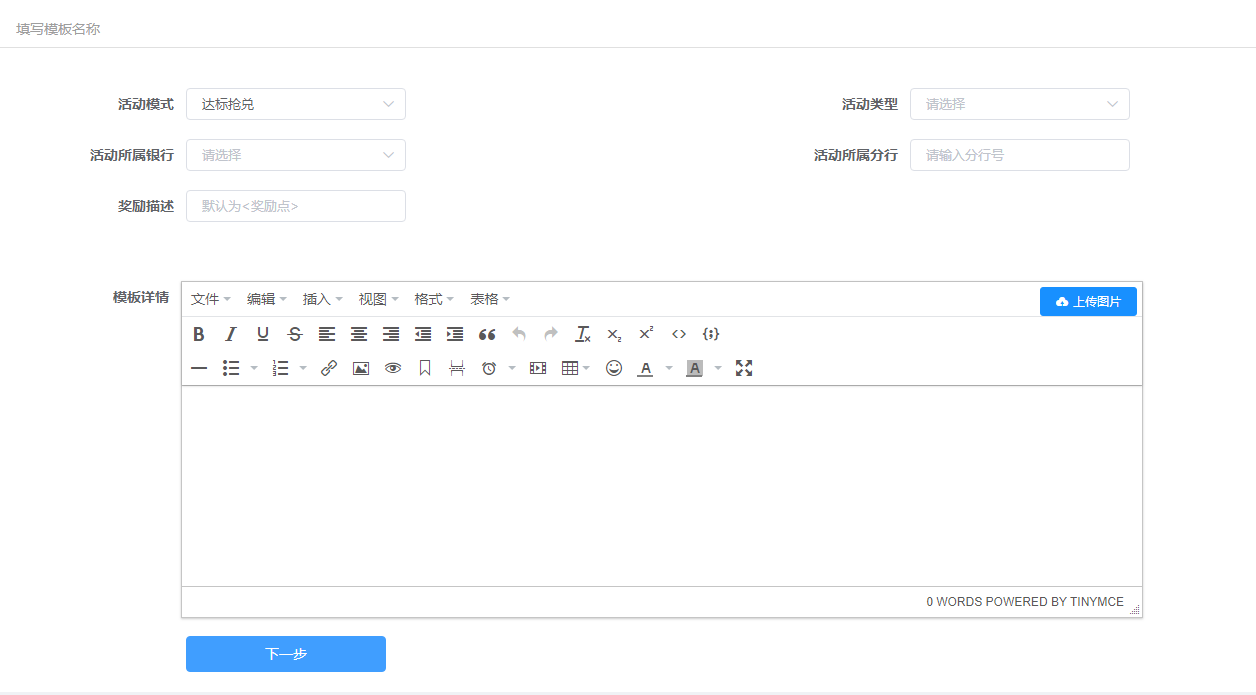 填写模板名称
活动模式 达标抢兑 活动类型 请选择
活动所属银行 请选择 活动所属分行 请输入分行号
奖励描述 默认为<奖励点>
模板详情 文件 编辑 插入 视图 格式 表格 上传图片
0 WORDS POWERED BY TINYMCE
下一步